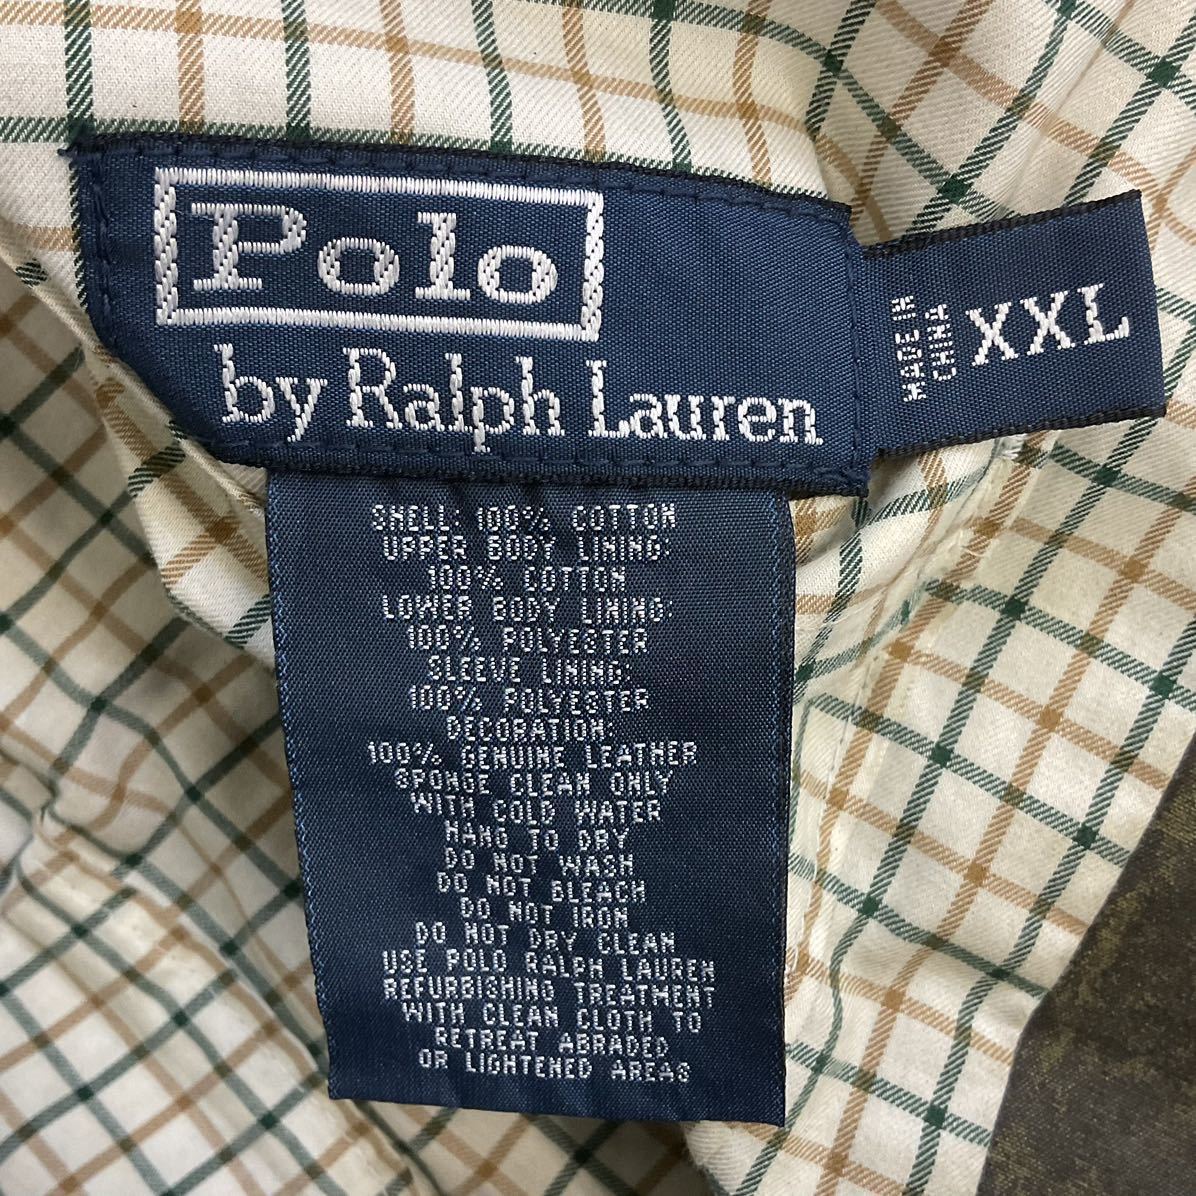 Polo
by Ralph Lauren
MADE IN
CHINA
XXL
SHELL: 100% COTTON
UPPER BODY LINING:
100% COTTON
LOWER BODY LINING:
100% POLYESTER
SLEEVE LINING:
100% POLYESTER
DECORATION:
100% GENUINE LEATHER
SPONGE CLEAN ONLY
WITH COLD WATER
HANG TO DRY
DO NOT WASH
DO NOT BLEACH
DO NOT IRON
DO NOT DRY CLEAN
USE POLO RALPH LAUREN
REFURBISHING TREATMENT
WITH CLEAN CLOTH TO
RETREAT ABRADED
OR LIGHTENED AREAS